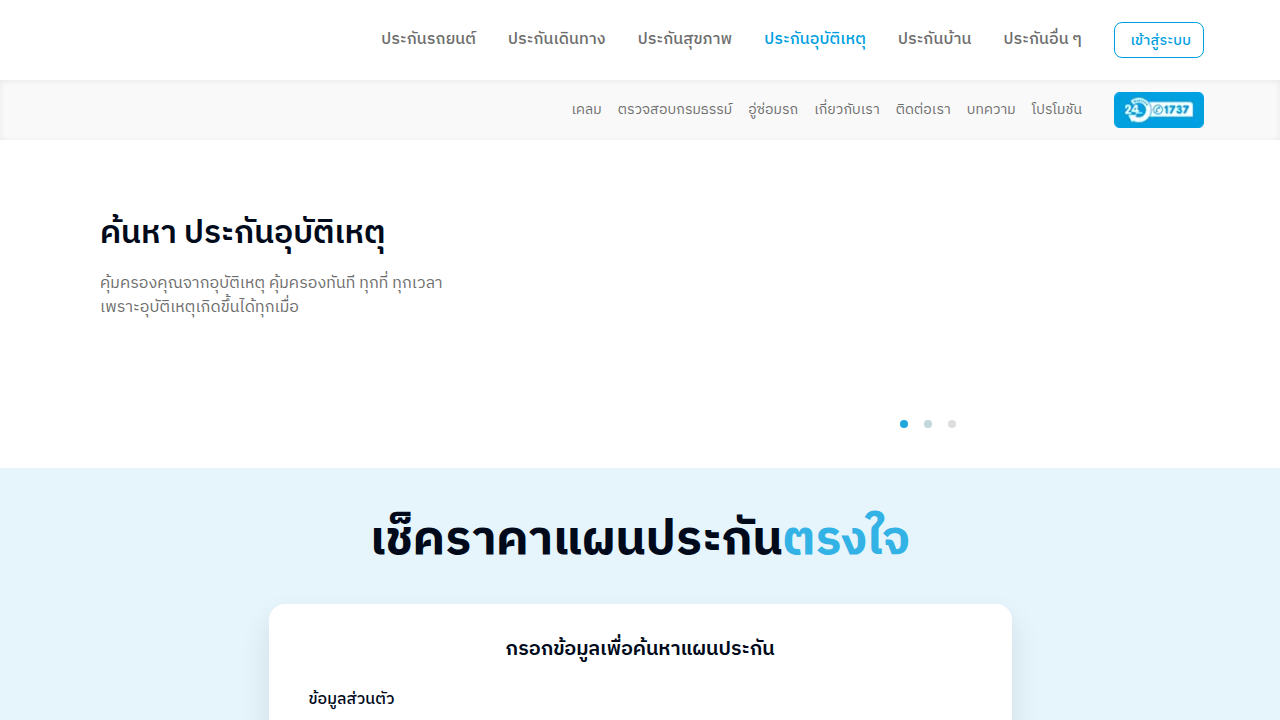 ประกันรถยนต์ ประกันเดินทาง ประกันสุขภาพ ประกันอุบัติเหตุ ประกันบ้าน ประกันอื่น ๆ เข้าสู่ระบบ
เคลม ตรวจสอบกรมธรรม์ อู่ซ่อมรถ เกี่ยวกับเรา ติดต่อเรา บทความ โปรโมชัน 24 1737
ค้นหา ประกันอุบัติเหตุ
คุ้มครองคุณจากอุบัติเหตุ คุ้มครองทันที ทุกที่ ทุกเวลา
เพราะอุบัติเหตุเกิดขึ้นได้ทุกเมื่อ
เช็คราคาแผนประกันตรงใจ
กรอกข้อมูลเพื่อค้นหาแผนประกัน
ข้อมูลส่วนตัว